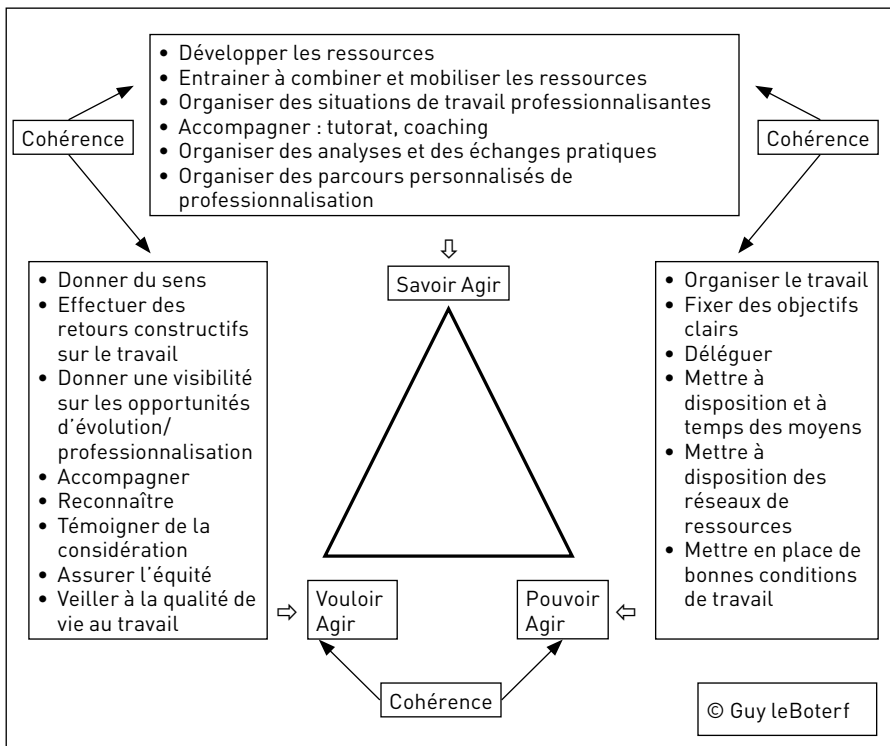 • Développer les ressources
• Entrainer à combiner et mobiliser les ressources
• Organiser des situations de travail professionnalisantes
• Accompagner : tutorat, coaching
• Organiser des analyses et des échanges pratiques
• Organiser des parcours personnalisés de
professionnalisation
Cohérence
Cohérence
Savoir Agir
• Donner du sens
• Effectuer des
retours constructifs
sur le travail
• Donner une visibilité
sur les opportunités
d'évolution/
professionnalisation
• Accompagner
• Reconnaître
• Témoigner de la
considération
• Assurer l'équité
• Veiller à la qualité de
vie au travail
• Organiser le travail
• Fixer des objectifs
clairs
• Déléguer
• Mettre à
disposition et à
temps des moyens
• Mettre à
disposition des
réseaux de
ressources
• Mettre en place de
bonnes conditions
de travail
Vouloir
Agir
Pouvoir
Agir
Cohérence
© Guy leBoterf